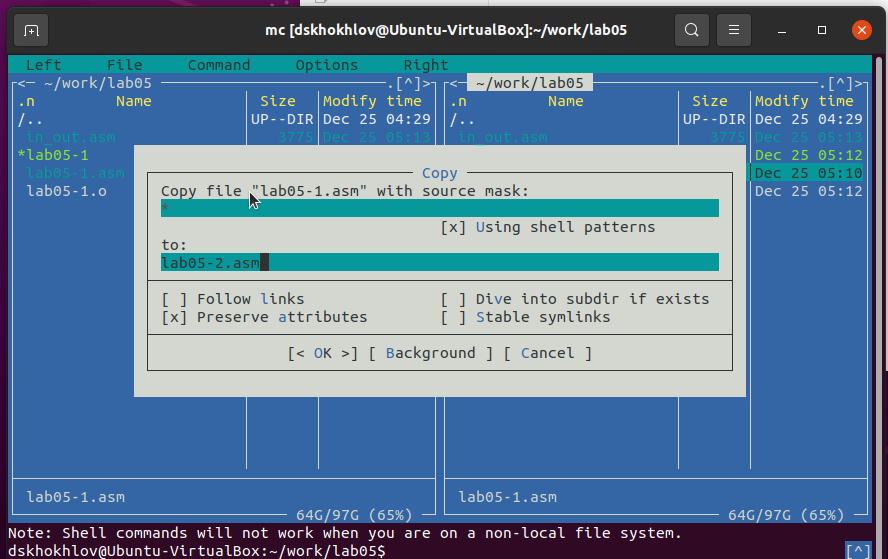 mc [dskhokhlov@Ubuntu-VirtualBox]:~/work/lab05
Left File Command Options Right
<─ ~/work/lab05 .[^]> <─ ~/work/lab05 .[^]>
.n Name Size Modify time .n Name Size Modify time
/.. UP--DIR Dec 25 04:29 /.. UP--DIR Dec 25 04:29
in_out.asm 3775 Dec 25 05:13 in_out.asm 3775 Dec 25 05:13
*lab05-1 Dec 25 05:12
lab05-1.asm Dec 25 05:10
lab05-1.o Dec 25 05:12
Copy
Copy file "lab05-1.asm" with source mask:
*
[x] Using shell patterns
to:
lab05-2.asm
[ ] Follow links [ ] Dive into subdir if exists
[x] Preserve attributes [ ] Stable symlinks
[< OK >] [ Background ] [ Cancel ]
lab05-1.asm lab05-1.asm
64G/97G (65%) 64G/97G (65%)
Note: Shell commands will not work when you are on a non-local file system.
dskhokhlov@Ubuntu-VirtualBox:~/work/lab05$ [^]